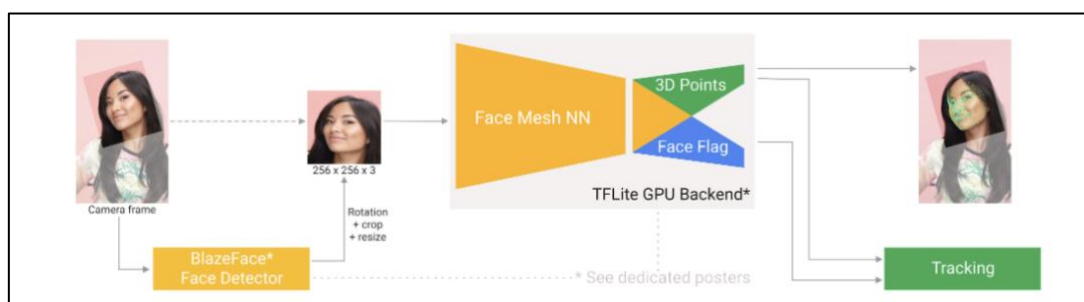 Face Mesh NN
3D Points
Face Flag
256 x 256 x 3
TFLite GPU Backend*
Camera frame
Rotation
+ crop
+ resize
BlazeFace*
Face Detector
* See dedicated posters
Tracking